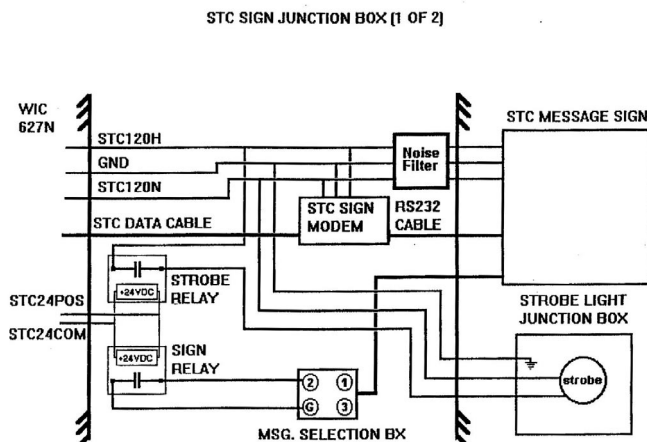 STC SIGN JUNCTION BOX (1 OF 2)
WIC
627N
STC120H
GND
STC120N
STC DATA CABLE
Noise
Filter
STC SIGN
MODEM
RS232
CABLE
STC MESSAGE SIGN
+24VDC
STROBE
RELAY
STC24POS
STC24COM
+24VDC
SIGN
RELAY
2
1
G
3
MSG. SELECTION BX
STROBE LIGHT
JUNCTION BOX
strobe